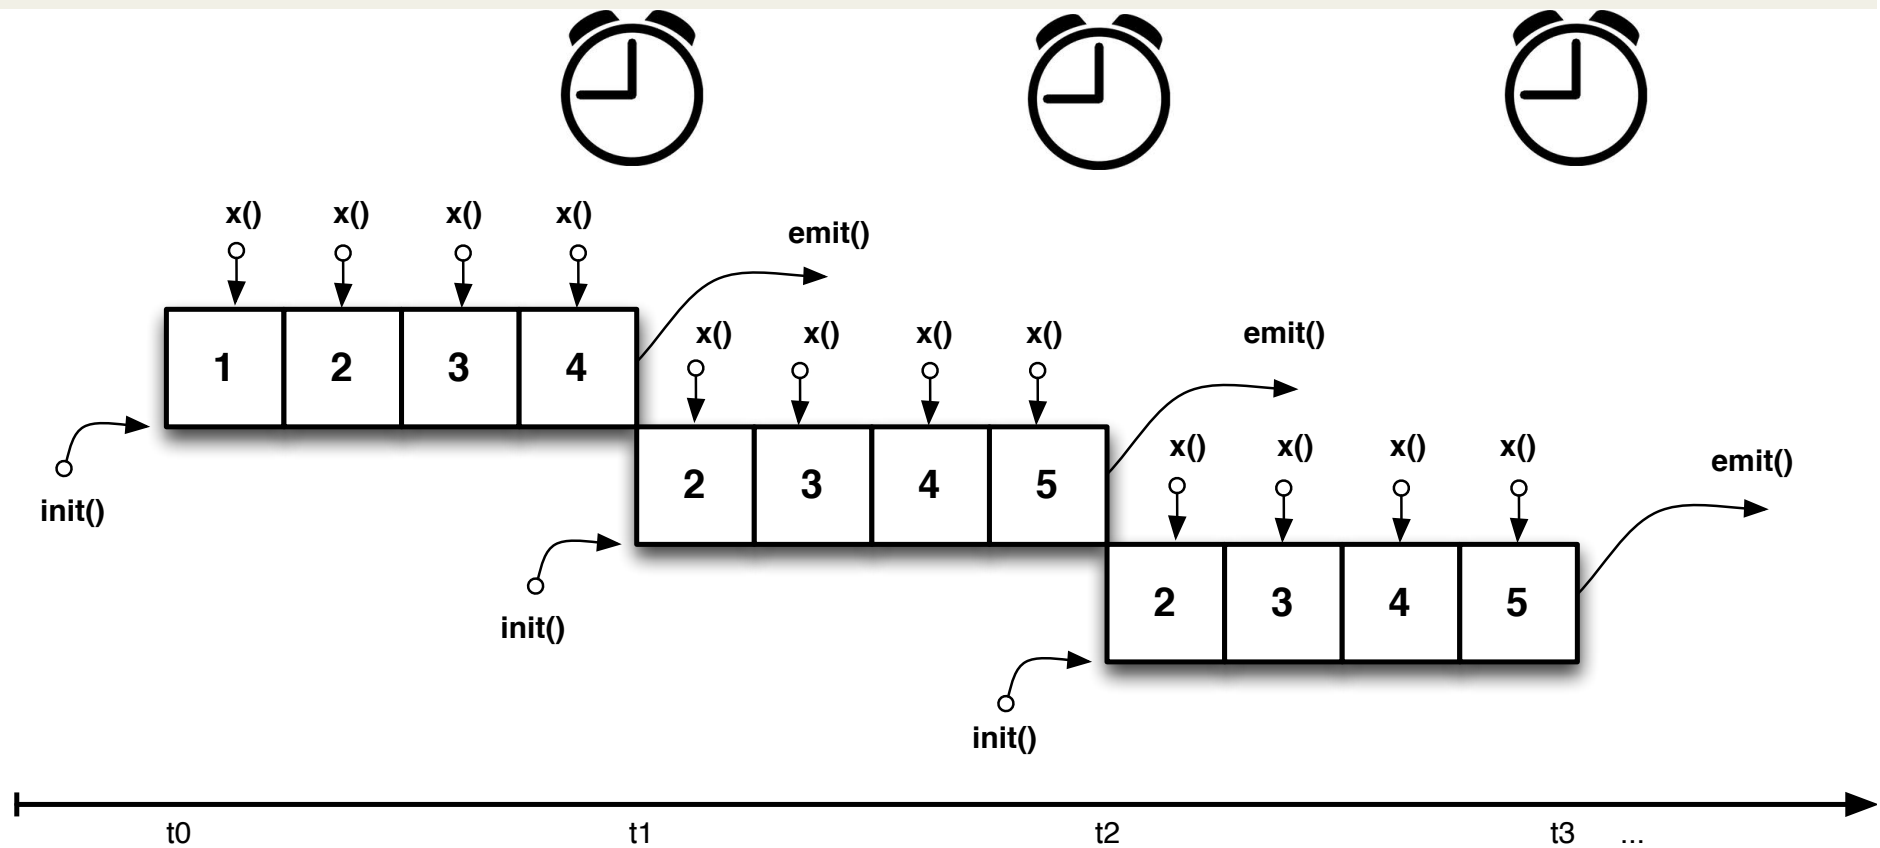 x() x() x() x()
emit()
1 2 3 4
init()
x() x() x() x()
emit()
2 3 4 5
init()
x() x() x() x()
emit()
2 3 4 5
init()
t0 t1 t2 t3 ...